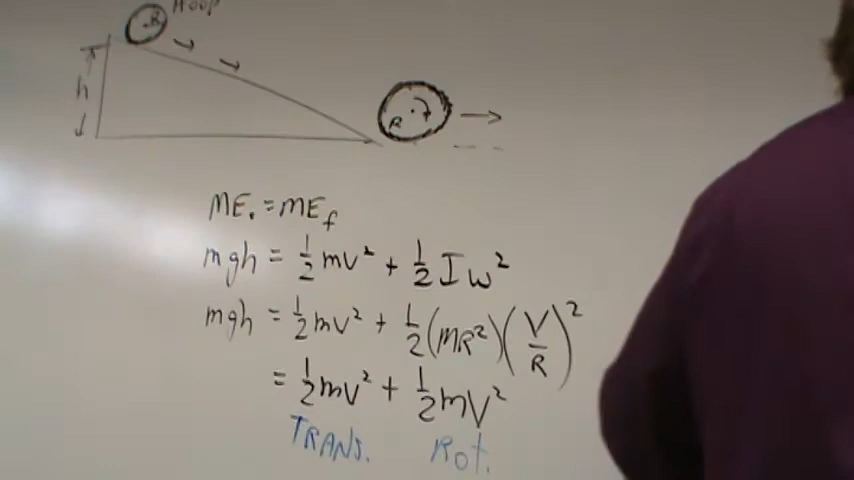 Hoop
R
h
R
ME₀ = ME_f
mgh = ½mv² + ½Iω²
mgh = ½mv² + ½(MR²)(V/R)²
= ½mv² + ½mv²
TRANS. Rot.